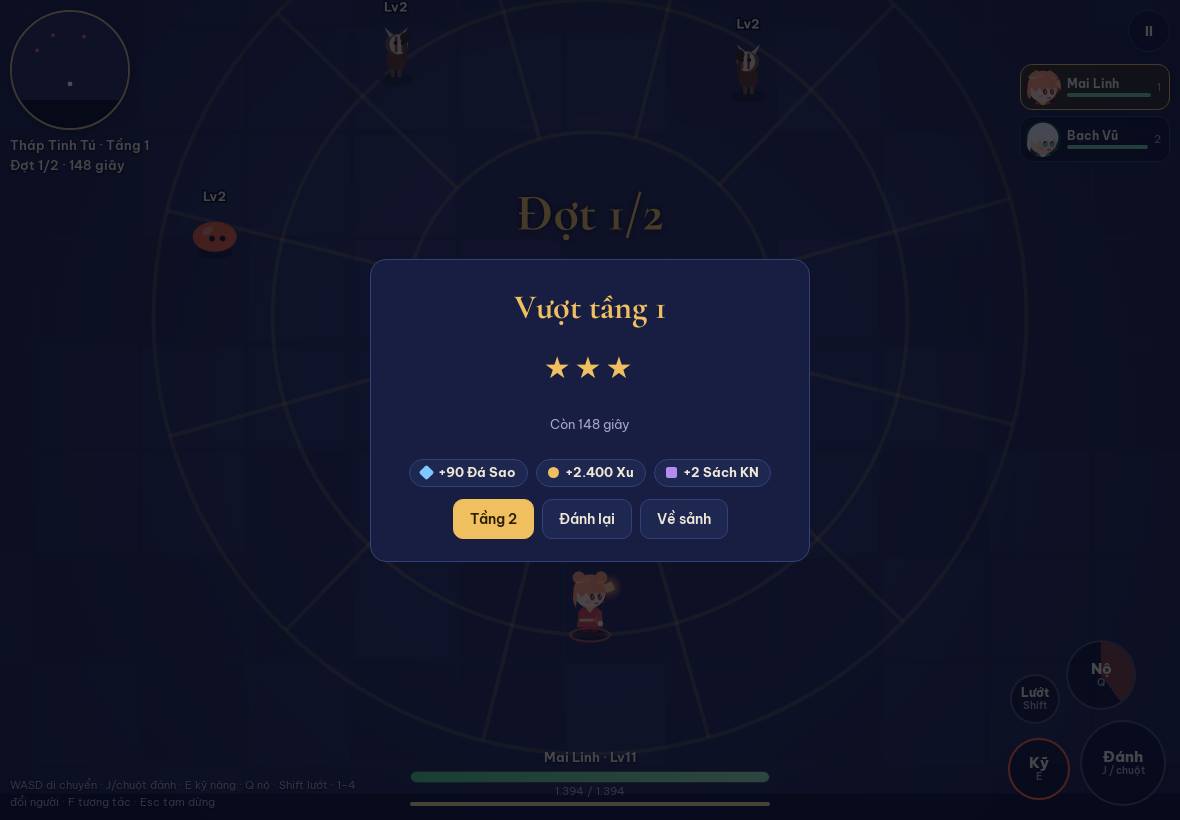 Lv2
Lv2
II
Mai Linh 1
Bạch Vũ 2
Tháp Tinh Tú · Tầng 1
Đợt 1/2 · 148 giây
Lv2
Đợt 1/2
Vượt tầng 1
★ ★ ★
Còn 148 giây
+90 Đá Sao
+2.400 Xu
+2 Sách KN
Tầng 2
Đánh lại
Về sảnh
Nộ
Q
Lướt
Shift
Mai Linh · Lv11
1.394 / 1.394
Kỹ
E
Đánh
J / chuột
WASD di chuyển · J/chuột đánh · E kỹ năng · Q nộ · Shift lướt · 1–4
đổi người · F tương tác · Esc tạm dừng